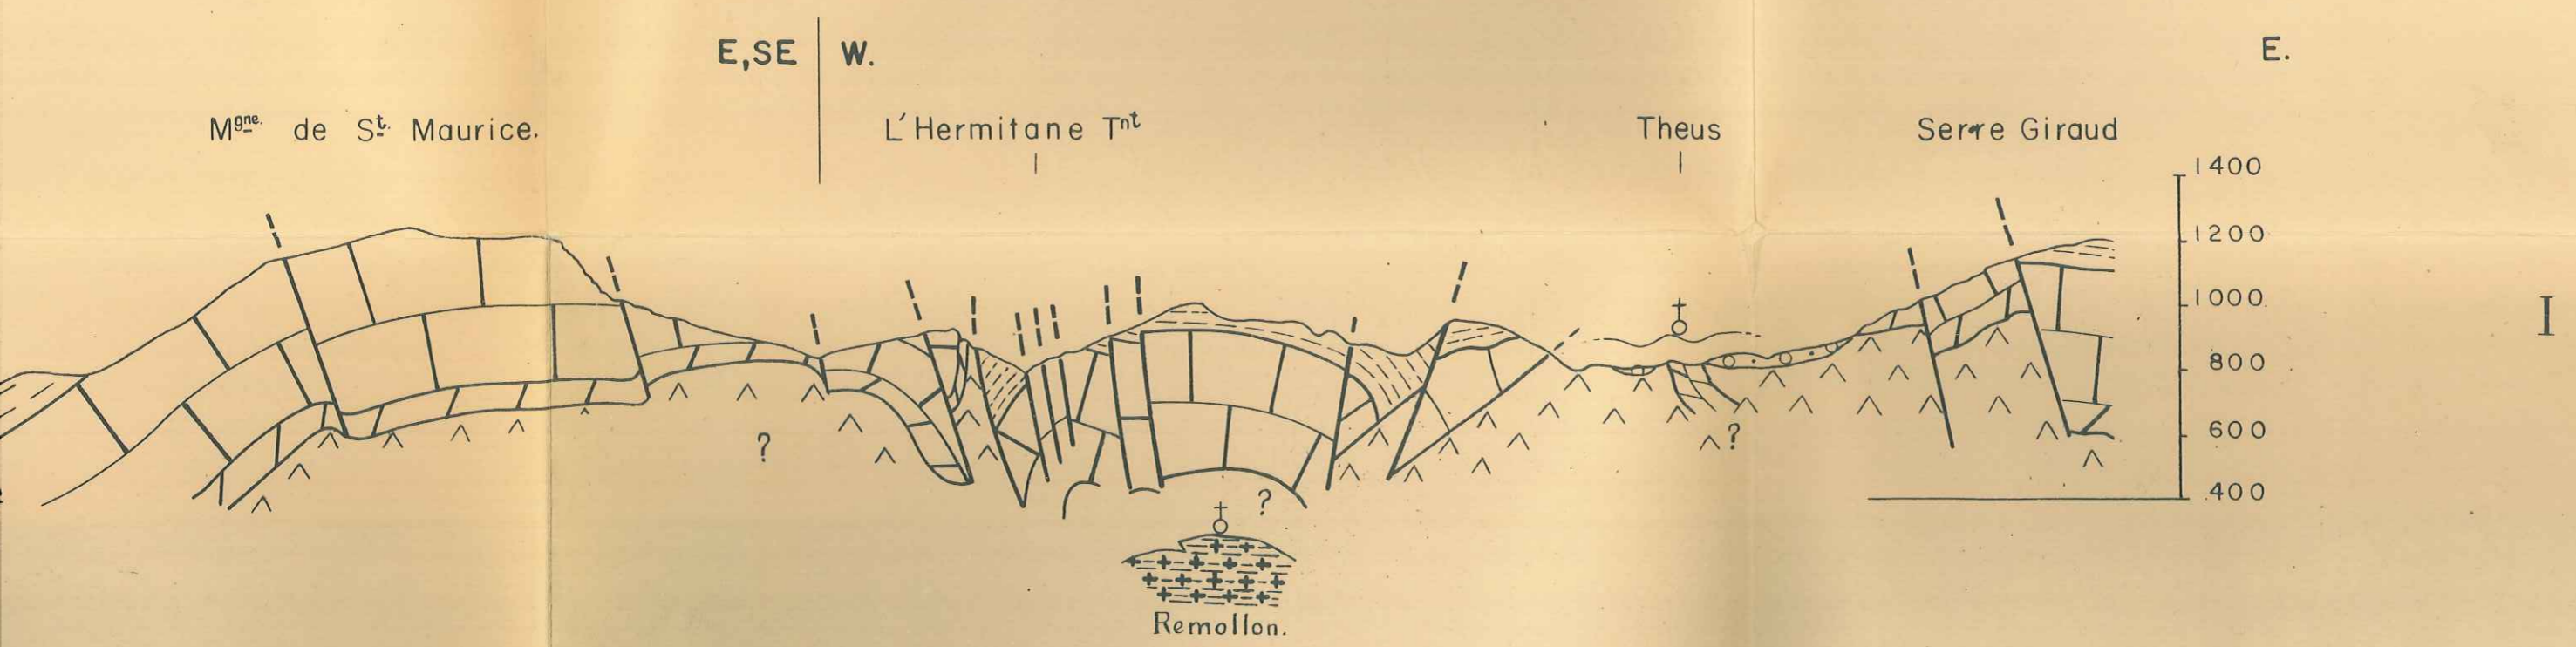 E,SE W. E.
Mgne. de St. Maurice. L'Hermitane Tnt Theus Serre Giraud
1400
1200
1000
800
600
400
I
?
?
?
Remollon.